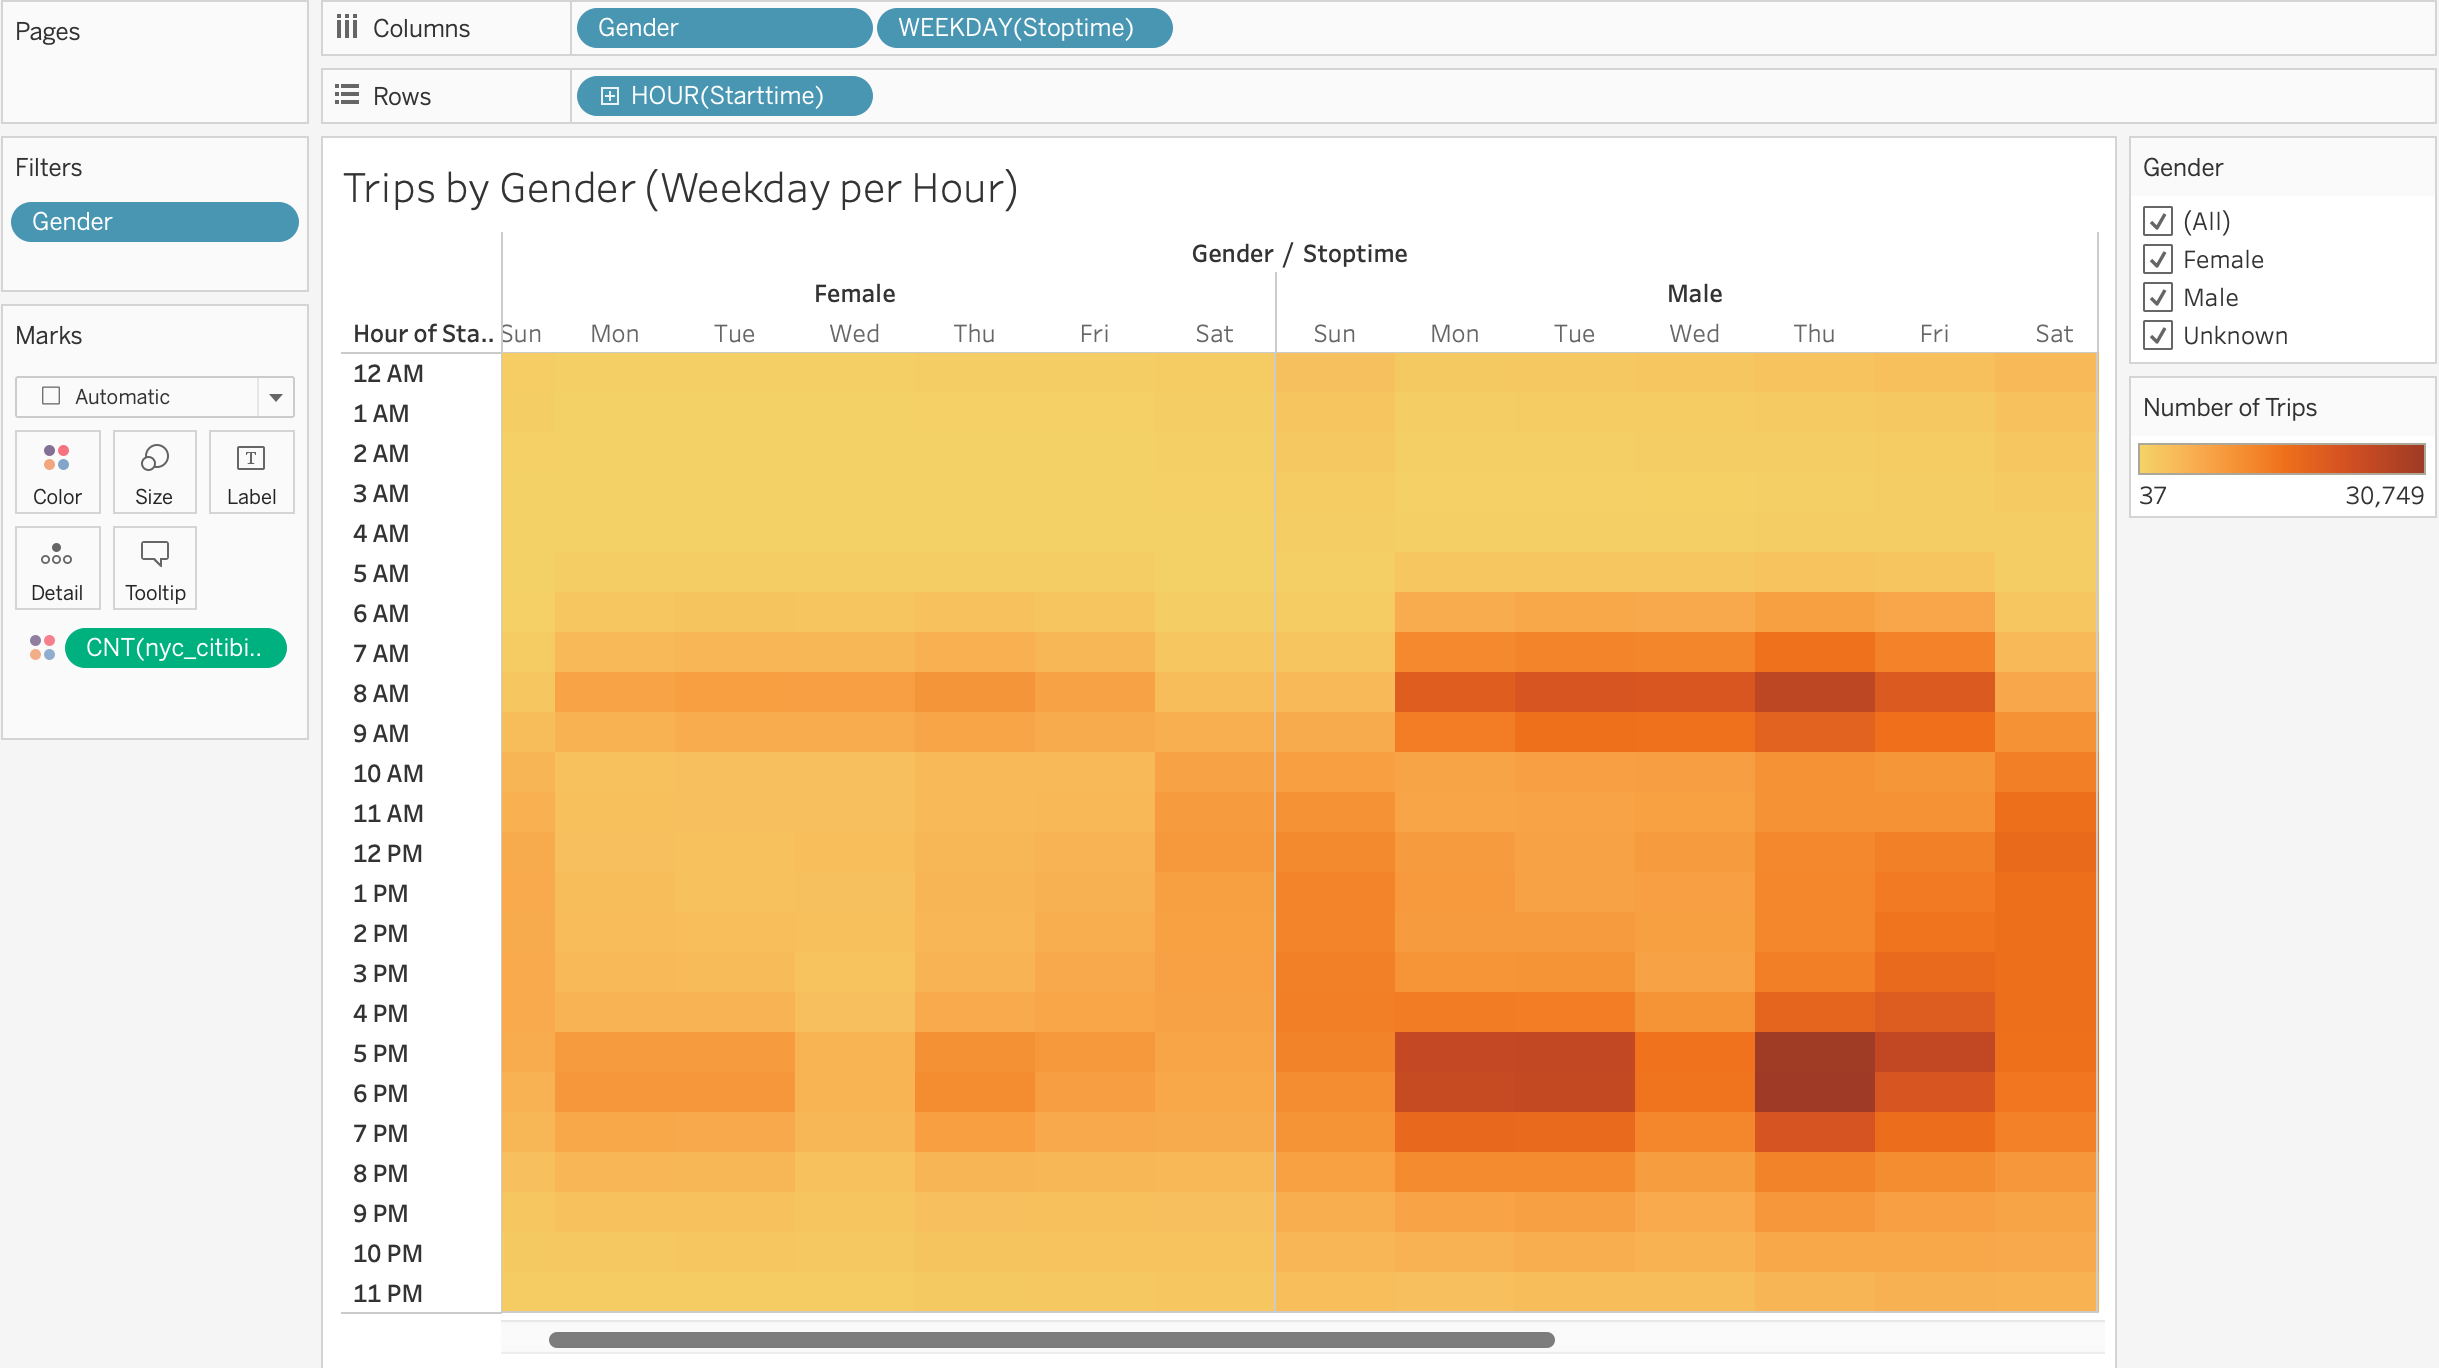 Pages
Columns
Gender
WEEKDAY(Stoptime)
Rows
HOUR(Starttime)
Filters
Gender
Marks
Automatic
Color
Size
T
Label
Detail
Tooltip
CNT(nyc_citibi..
Trips by Gender (Weekday per Hour)
Gender / Stoptime
Female
Male
Hour of Sta.. Sun Mon Tue Wed Thu Fri Sat Sun Mon Tue Wed Thu Fri Sat
12 AM
1 AM
2 AM
3 AM
4 AM
5 AM
6 AM
7 AM
8 AM
9 AM
10 AM
11 AM
12 PM
1 PM
2 PM
3 PM
4 PM
5 PM
6 PM
7 PM
8 PM
9 PM
10 PM
11 PM
Gender
(All)
Female
Male
Unknown
Number of Trips
37
30,749